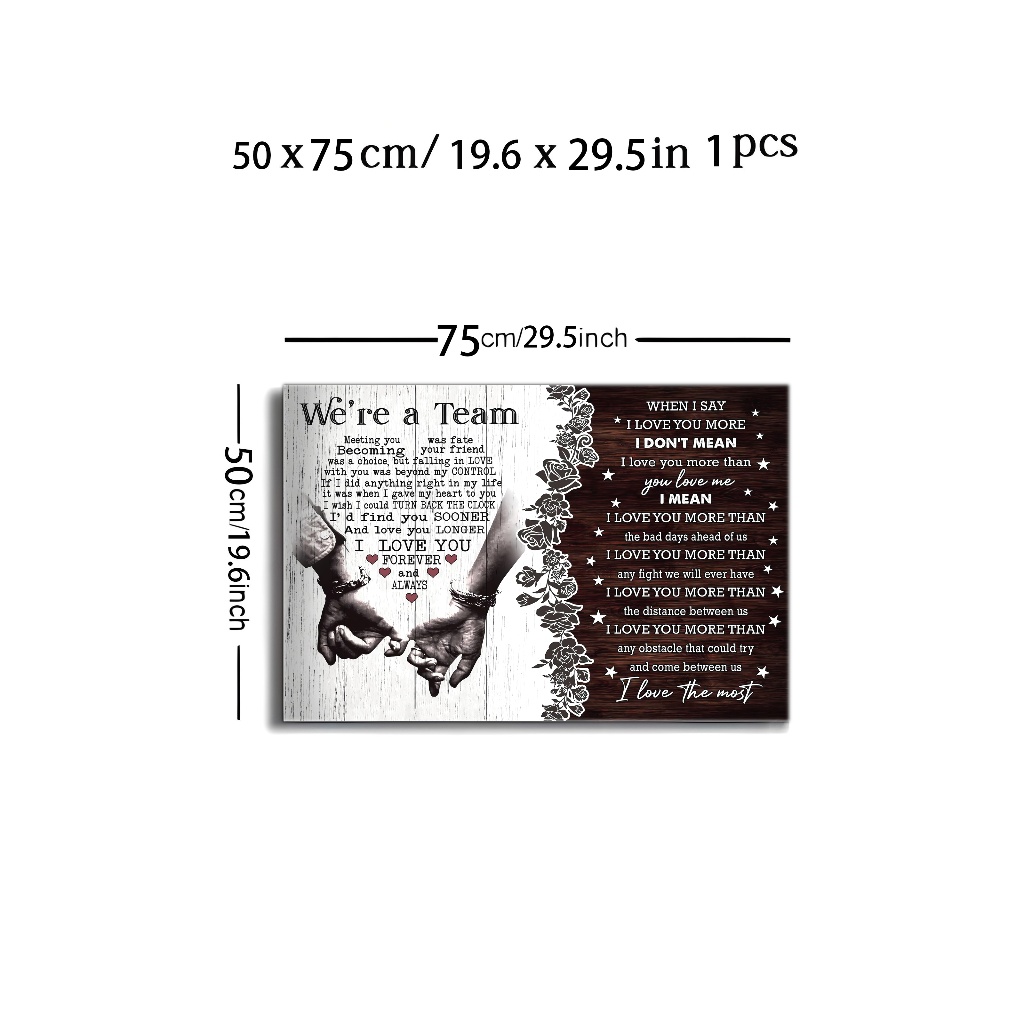 50 x 75 cm/ 19.6 x 29.5 in 1 pcs
75cm/29.5inch
50cm/19.6inch
We're a Team
Meeting you was fate
Becoming your friend
was a choice, but falling in LOVE
with you was beyond my CONTROL
If I did anything right in my life
it was when I gave my heart to you
I wish I could TURN BACK THE CLOCK
I'd find you SOONER
And love you LONGER
I LOVE YOU
FOREVER
and
ALWAYS
WHEN I SAY
I LOVE YOU MORE
I DON'T MEAN
I love you more than
you love me
I MEAN
I LOVE YOU MORE THAN
the bad days ahead of us
I LOVE YOU MORE THAN
any fight we will ever have
I LOVE YOU MORE THAN
the distance between us
I LOVE YOU MORE THAN
any obstacle that could try
and come between us
I love the most